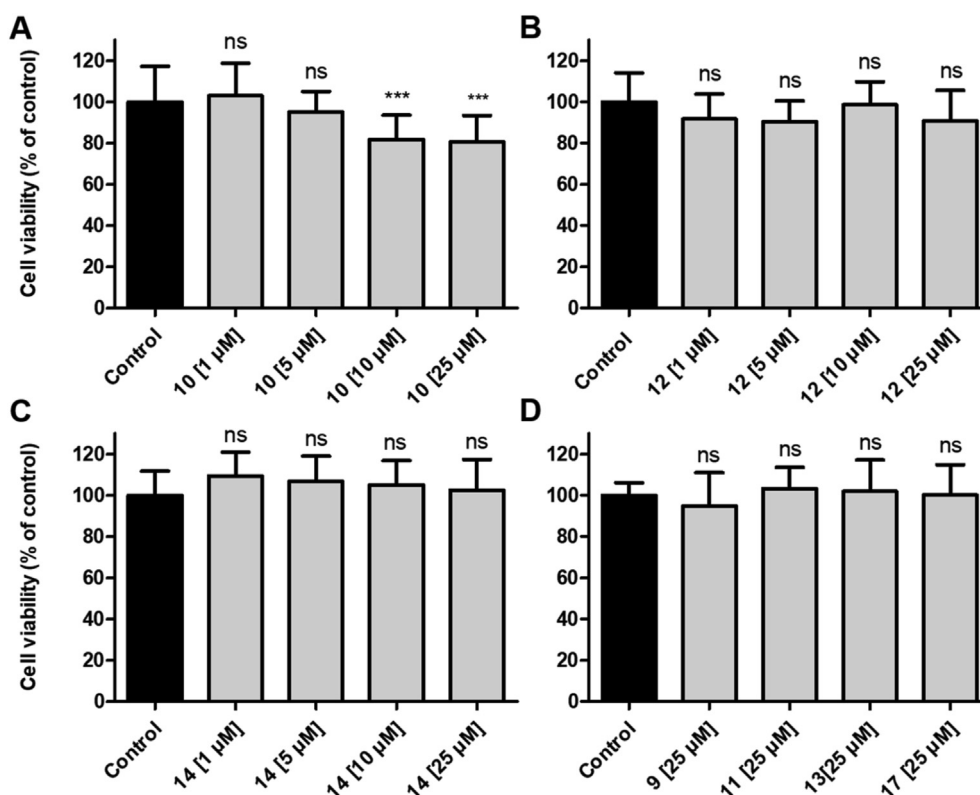 A
Cell viability (% of control)
120
100
80
60
40
20
0
ns
ns
***
***
Control
10 [1 µM]
10 [5 µM]
10 [10 µM]
10 [25 µM]
B
120
100
80
60
40
20
0
ns
ns
ns
ns
Control
12 [1 µM]
12 [5 µM]
12 [10 µM]
12 [25 µM]
C
Cell viability (% of control)
120
100
80
60
40
20
0
ns
ns
ns
ns
Control
14 [1 µM]
14 [5 µM]
14 [10 µM]
14 [25 µM]
D
120
100
80
60
40
20
0
ns
ns
ns
ns
Control
9 [25 µM]
11 [25 µM]
13[25 µM]
17 [25 µM]